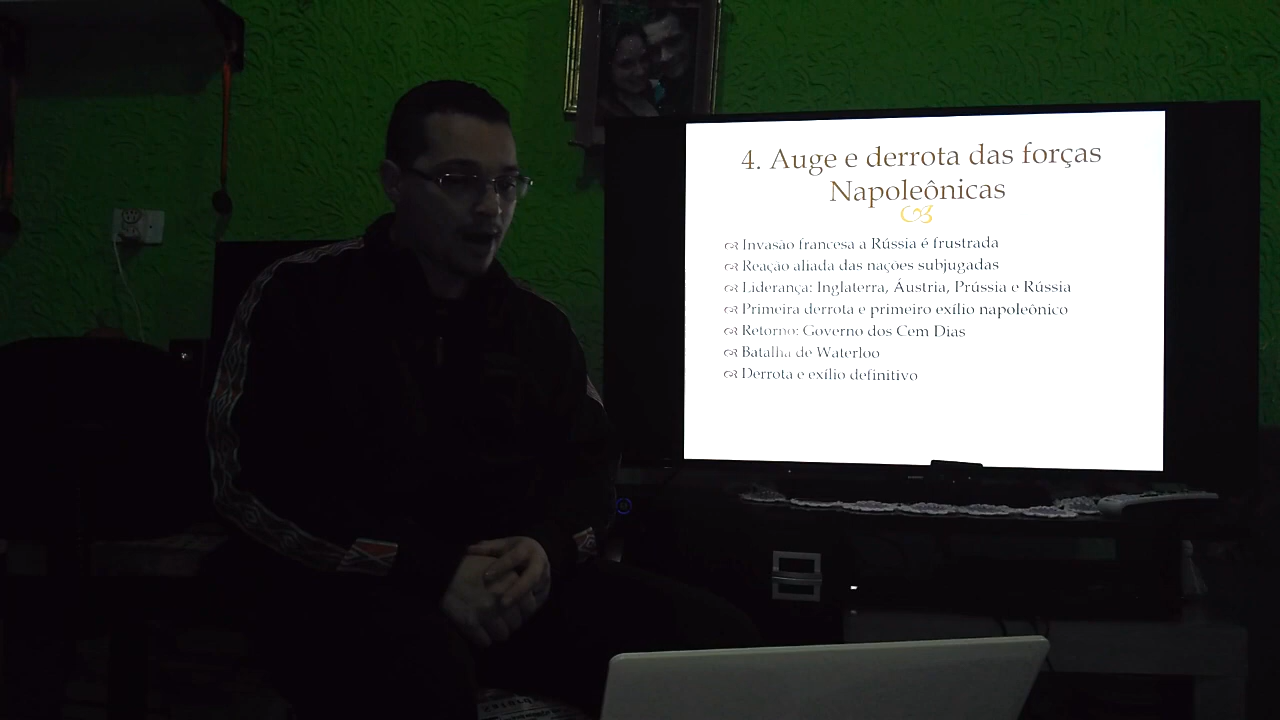 4. Auge e derrota das forças
Napoleônicas
Invasão francesa a Rússia é frustrada
Reação aliada das nações subjugadas
Liderança: Inglaterra, Áustria, Prússia e Rússia
Primeira derrota e primeiro exílio napoleônico
Retorno: Governo dos Cem Dias
Batalha de Waterloo
Derrota e exílio definitivo